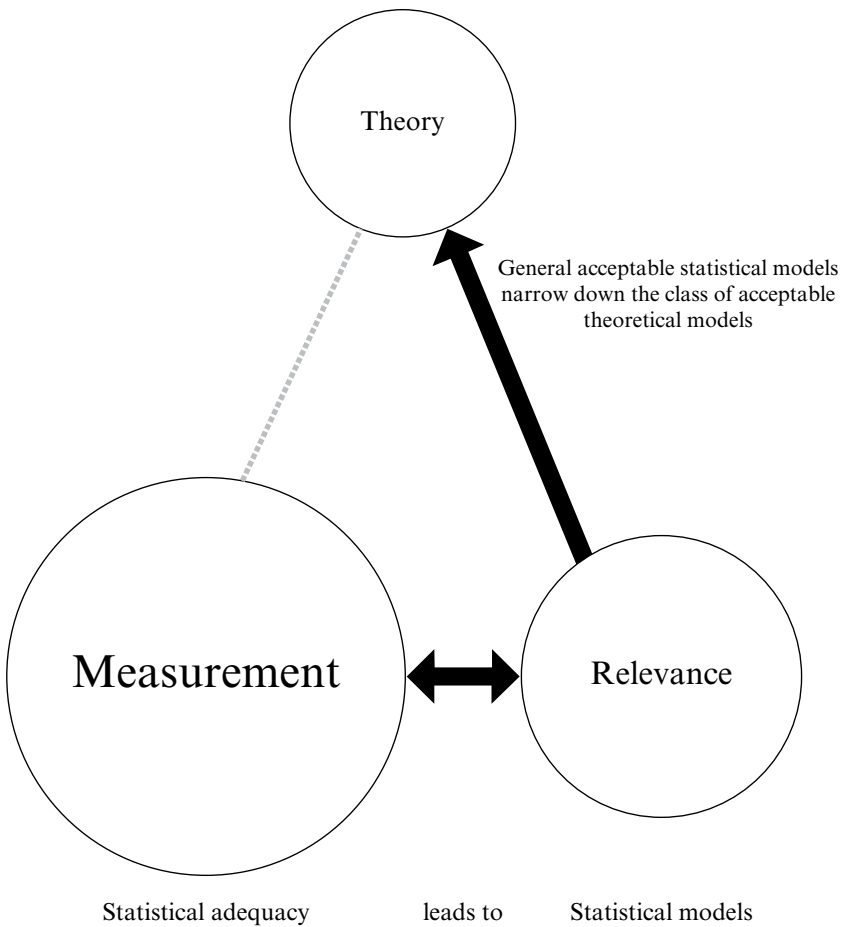 Theory
General acceptable statistical models
narrow down the class of acceptable
theoretical models
Measurement
Relevance
Statistical adequacy leads to Statistical models